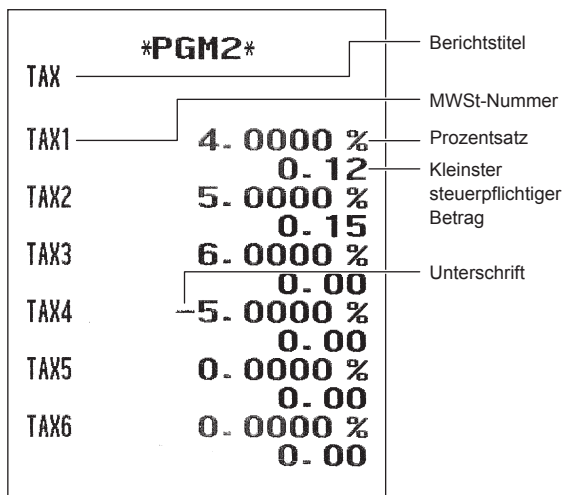 *PGM2*
TAX
Berichtstitel
MWSt-Nummer
TAX1 4.0000 % Prozentsatz
0.12 Kleinster
TAX2 5.0000 % steuerpflichtiger
0.15 Betrag
TAX3 6.0000 %
0.00 Unterschrift
TAX4 -5.0000 %
0.00
TAX5 0.0000 %
0.00
TAX6 0.0000 %
0.00